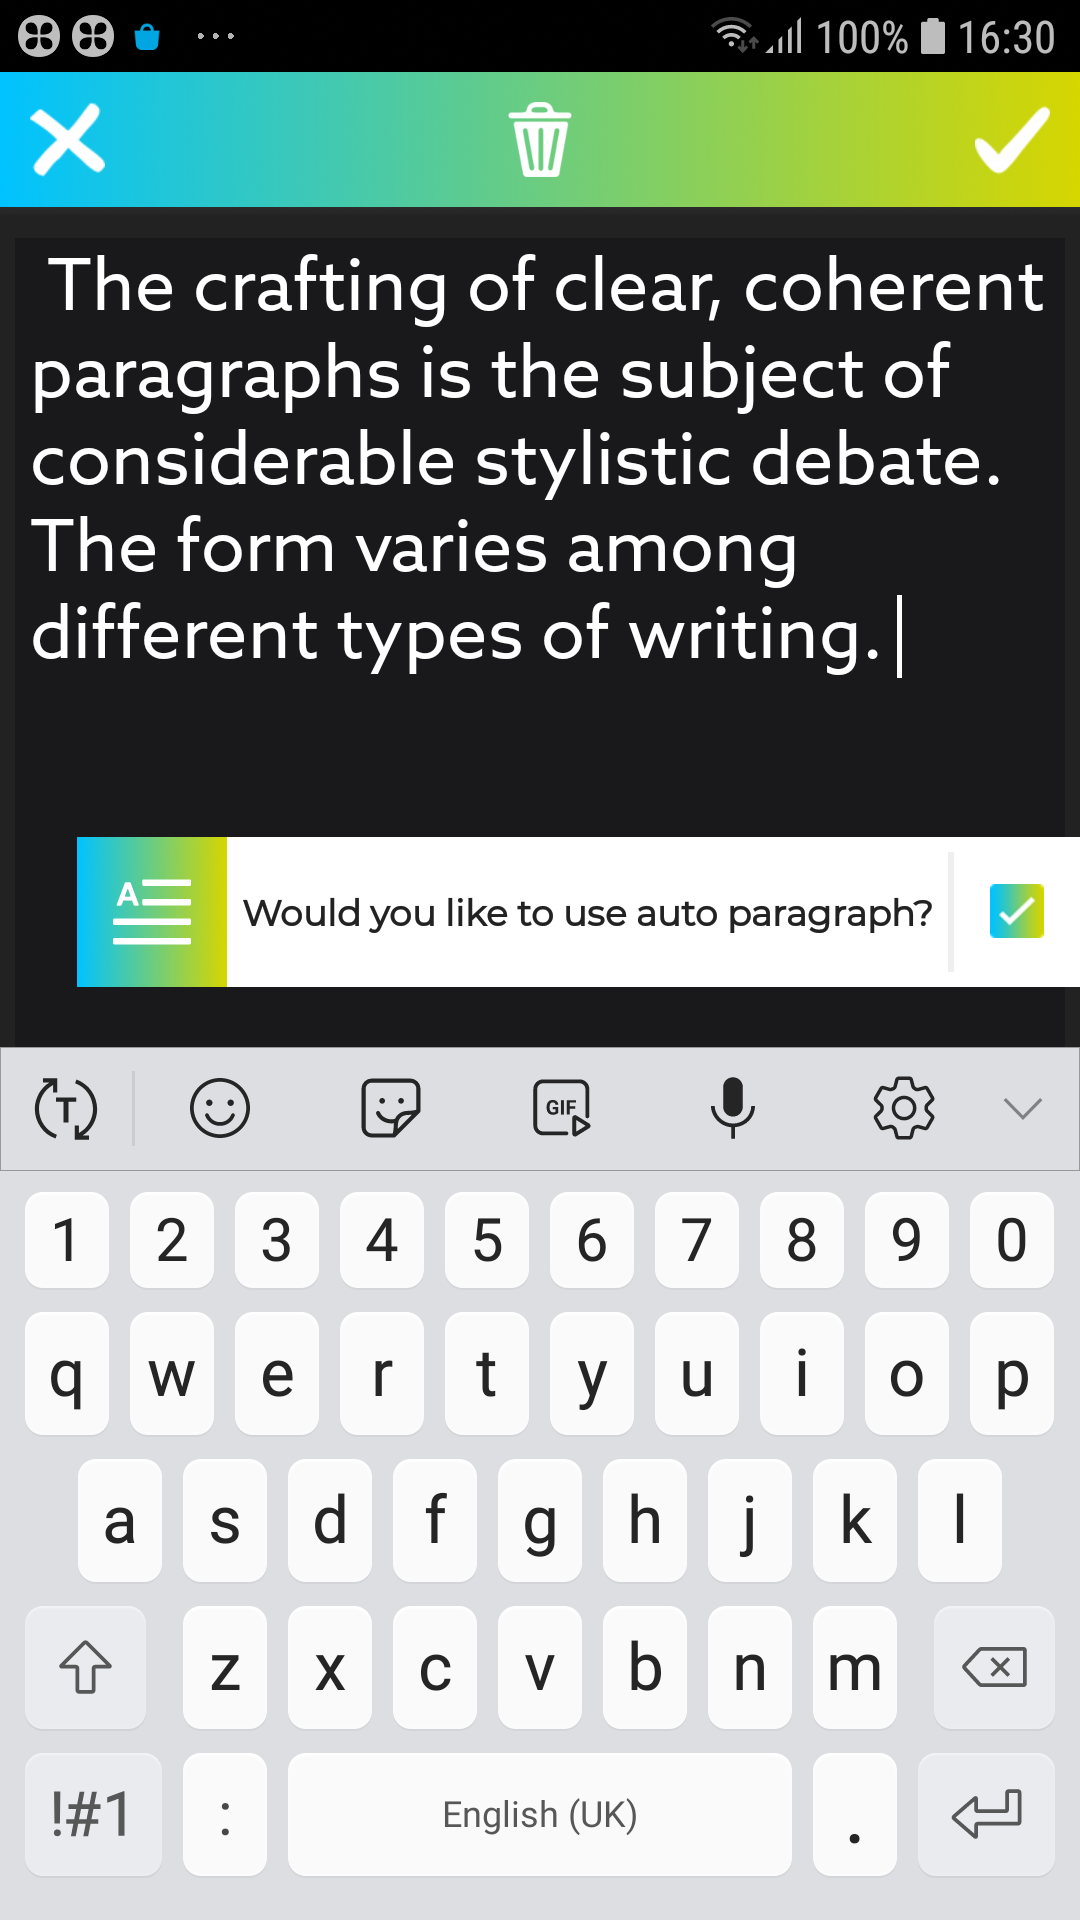 100% 16:30
The crafting of clear, coherent
paragraphs is the subject of
considerable stylistic debate.
The form varies among
different types of writing.
A
Would you like to use auto paragraph?
T
GIF
1 2 3 4 5 6 7 8 9 0
q w e r t y u i o p
a s d f g h j k l
z x c v b n m
!#1 : English (UK) .